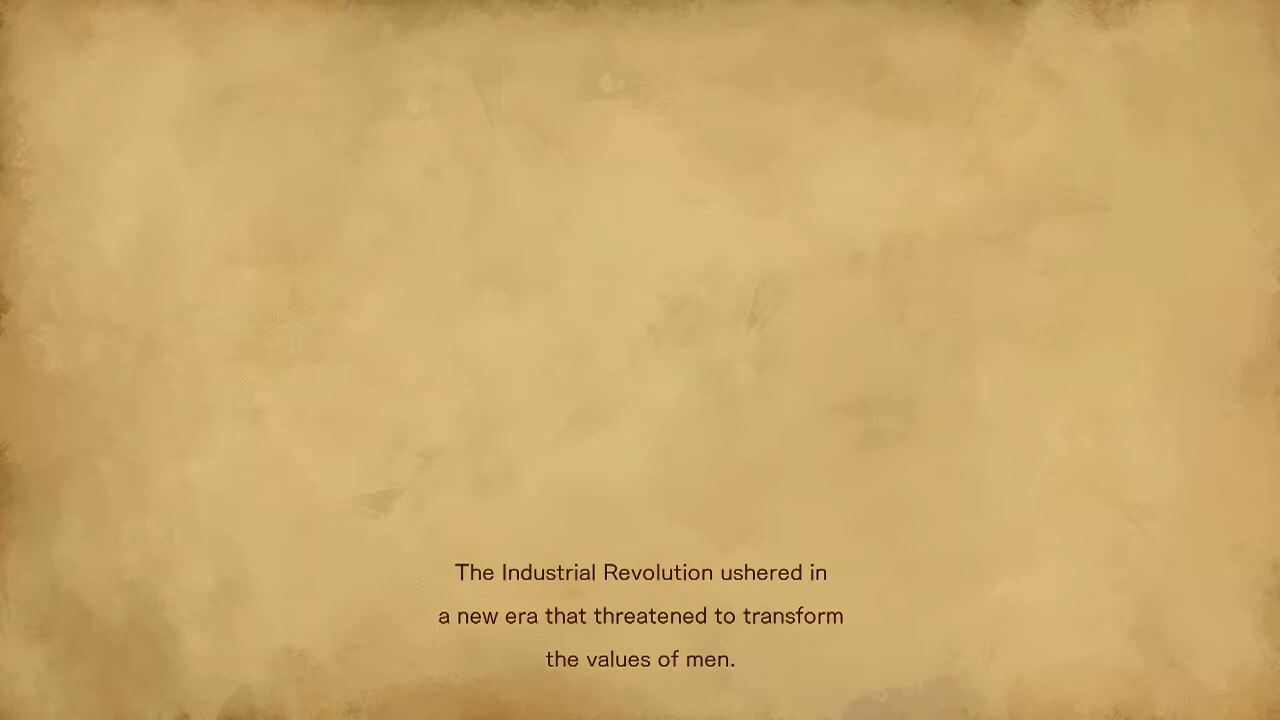 The Industrial Revolution ushered in
a new era that threatened to transform
the values of men.